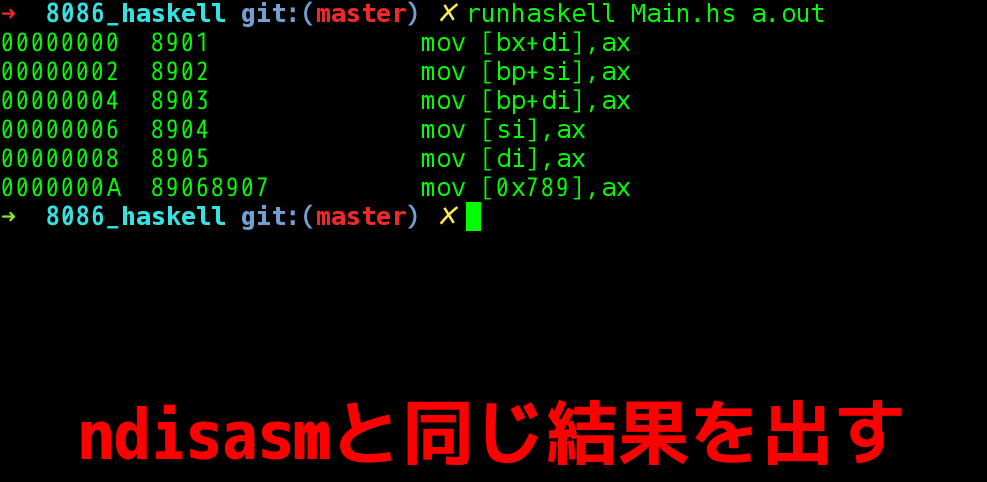 ➜  8086_haskell git:(master) ✗ runhaskell Main.hs a.out
00000000  8901              mov [bx+di],ax
00000002  8902              mov [bp+si],ax
00000004  8903              mov [bp+di],ax
00000006  8904              mov [si],ax
00000008  8905              mov [di],ax
0000000A  89068907          mov [0x789],ax
➜  8086_haskell git:(master) ✗
ndisasmと同じ結果を出す